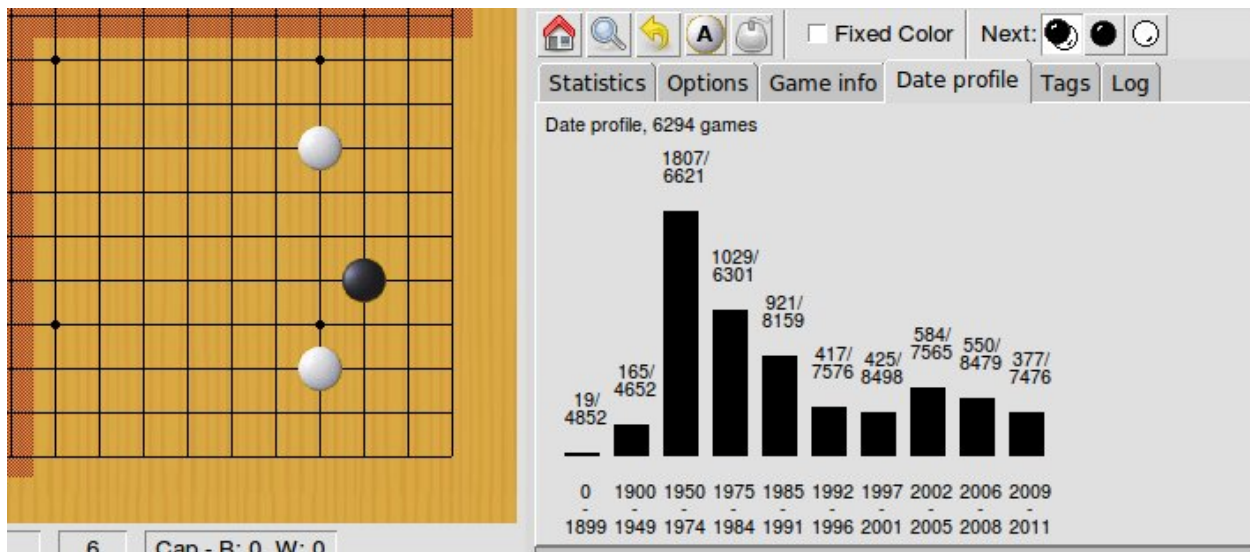 A
Fixed Color
Next:
Statistics
Options
Game info
Date profile
Tags
Log
Date profile, 6294 games
1807/
6621
1029/
6301
921/
8159
584/
7565
550/
8479
417/
7576
425/
8498
377/
7476
165/
4652
19/
4852
0 1900 1950 1975 1985 1992 1997 2002 2006 2009
- - - - - - - - - -
1899 1949 1974 1984 1991 1996 2001 2005 2008 2011
6
Cap - B: 0, W: 0